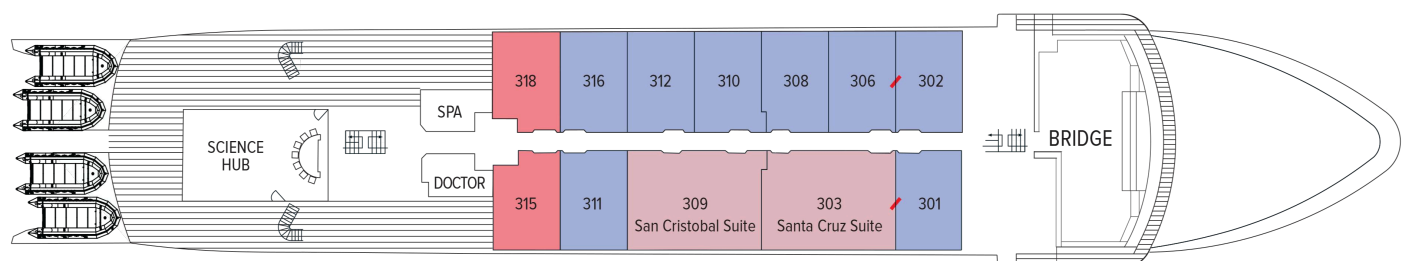 318
316
312
310
308
306
302
SPA
SCIENCE
HUB
BRIDGE
DOCTOR
315
311
309
San Cristobal Suite
303
Santa Cruz Suite
301